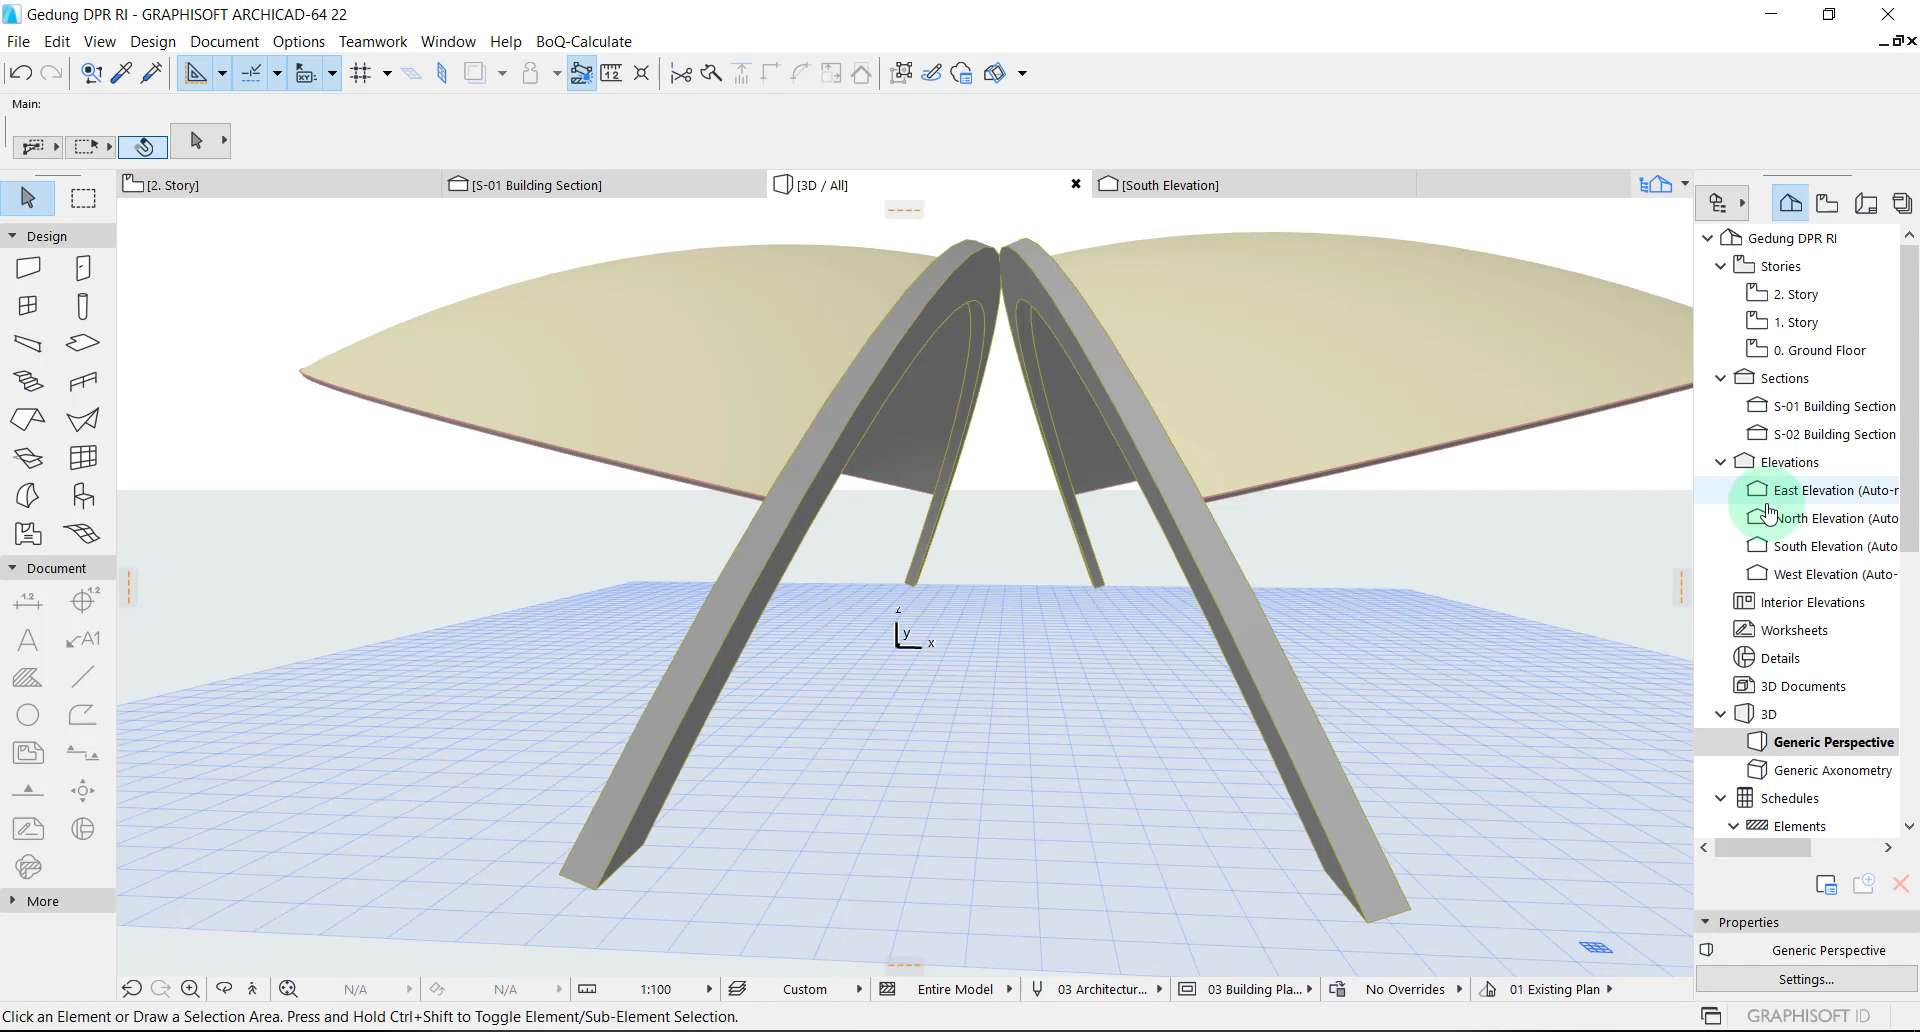 Gedung DPR RI - GRAPHISOFT ARCHICAD-64 22
File Edit View Design Document Options Teamwork Window Help BoQ-Calculate
Main:
[2. Story]
[S-01 Building Section]
[3D / All]
[South Elevation]
Design
Document
More
Gedung DPR RI
Stories
2. Story
1. Story
0. Ground Floor
Sections
S-01 Building Section
S-02 Building Section
Elevations
East Elevation (Auto-r
North Elevation (Auto
South Elevation (Auto
West Elevation (Auto-
Interior Elevations
Worksheets
Details
3D Documents
3D
Generic Perspective
Generic Axonometry
Schedules
Elements
Properties
Generic Perspective
Settings...
z
y
x
1.2
1.2
A
A1
N/A
N/A
1:100
Custom
Entire Model
03 Architectur...
03 Building Pla...
No Overrides
01 Existing Plan
Click an Element or Draw a Selection Area. Press and Hold Ctrl+Shift to Toggle Element/Sub-Element Selection.
GRAPHISOFT ID